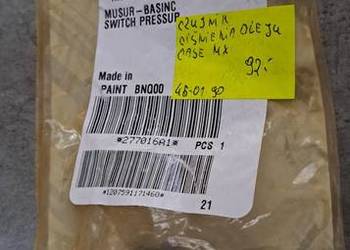 MUSUR-BASINC
SWITCH PRESSUR
Made in
PAINT BNQ00
*277016A1*
PCS 1
*1207591171460*
21
CZUJNIK
CIŚNIENIA OLEJU
CASE MX
92,-
48-01 90